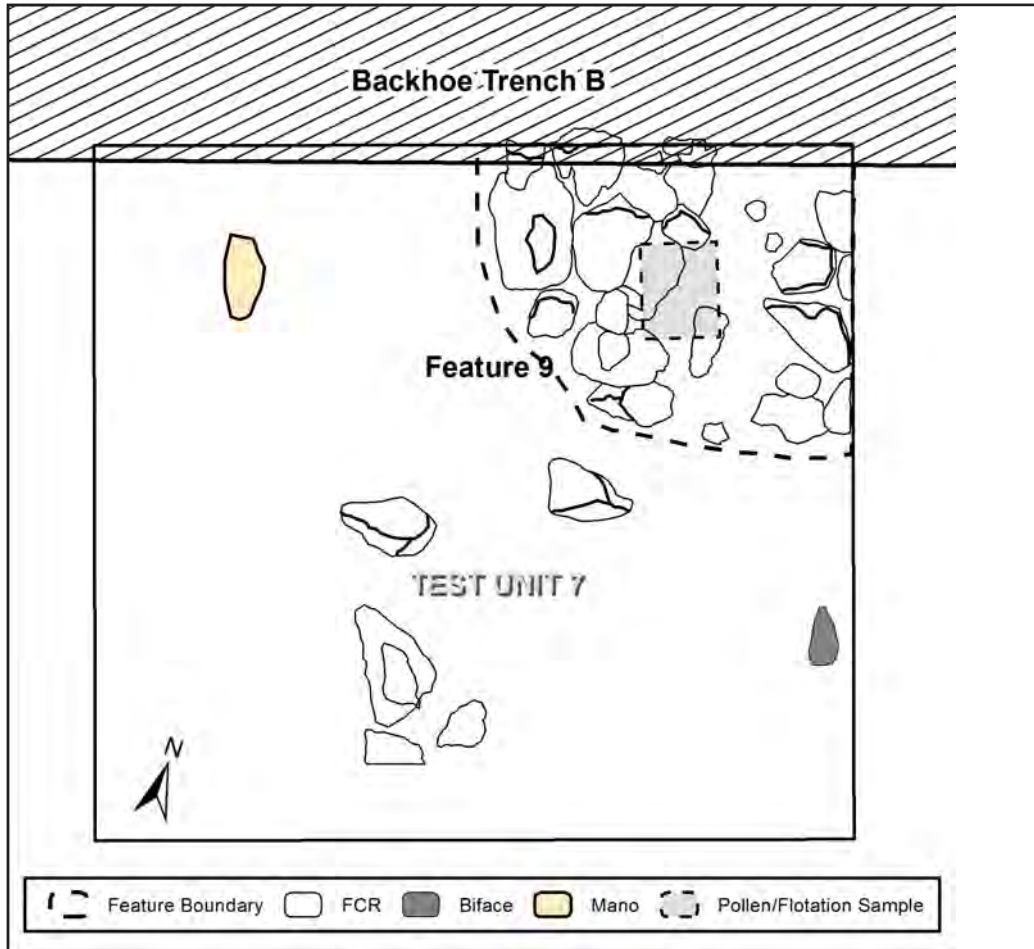 Backhoe Trench B
Feature 9
TEST UNIT 7
N
Feature Boundary FCR Biface Mano Pollen/Flotation Sample